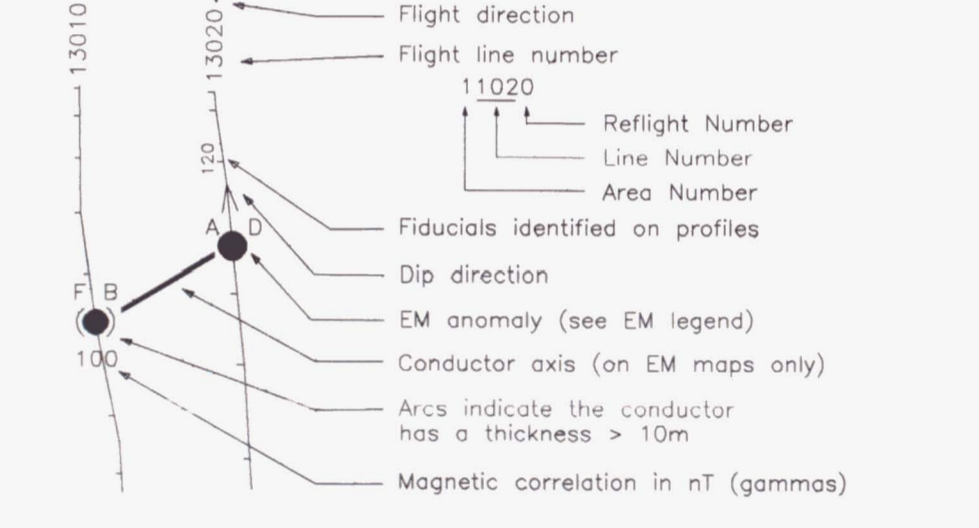 13010
13020
Flight direction
Flight line number
11020
Reflight Number
Line Number
Area Number
120
Fiducials identified on profiles
A D
Dip direction
F B
EM anomaly (see EM legend)
100
Conductor axis (on EM maps only)
Arcs indicate the conductor
has a thickness > 10m
Magnetic correlation in nT (gammas)